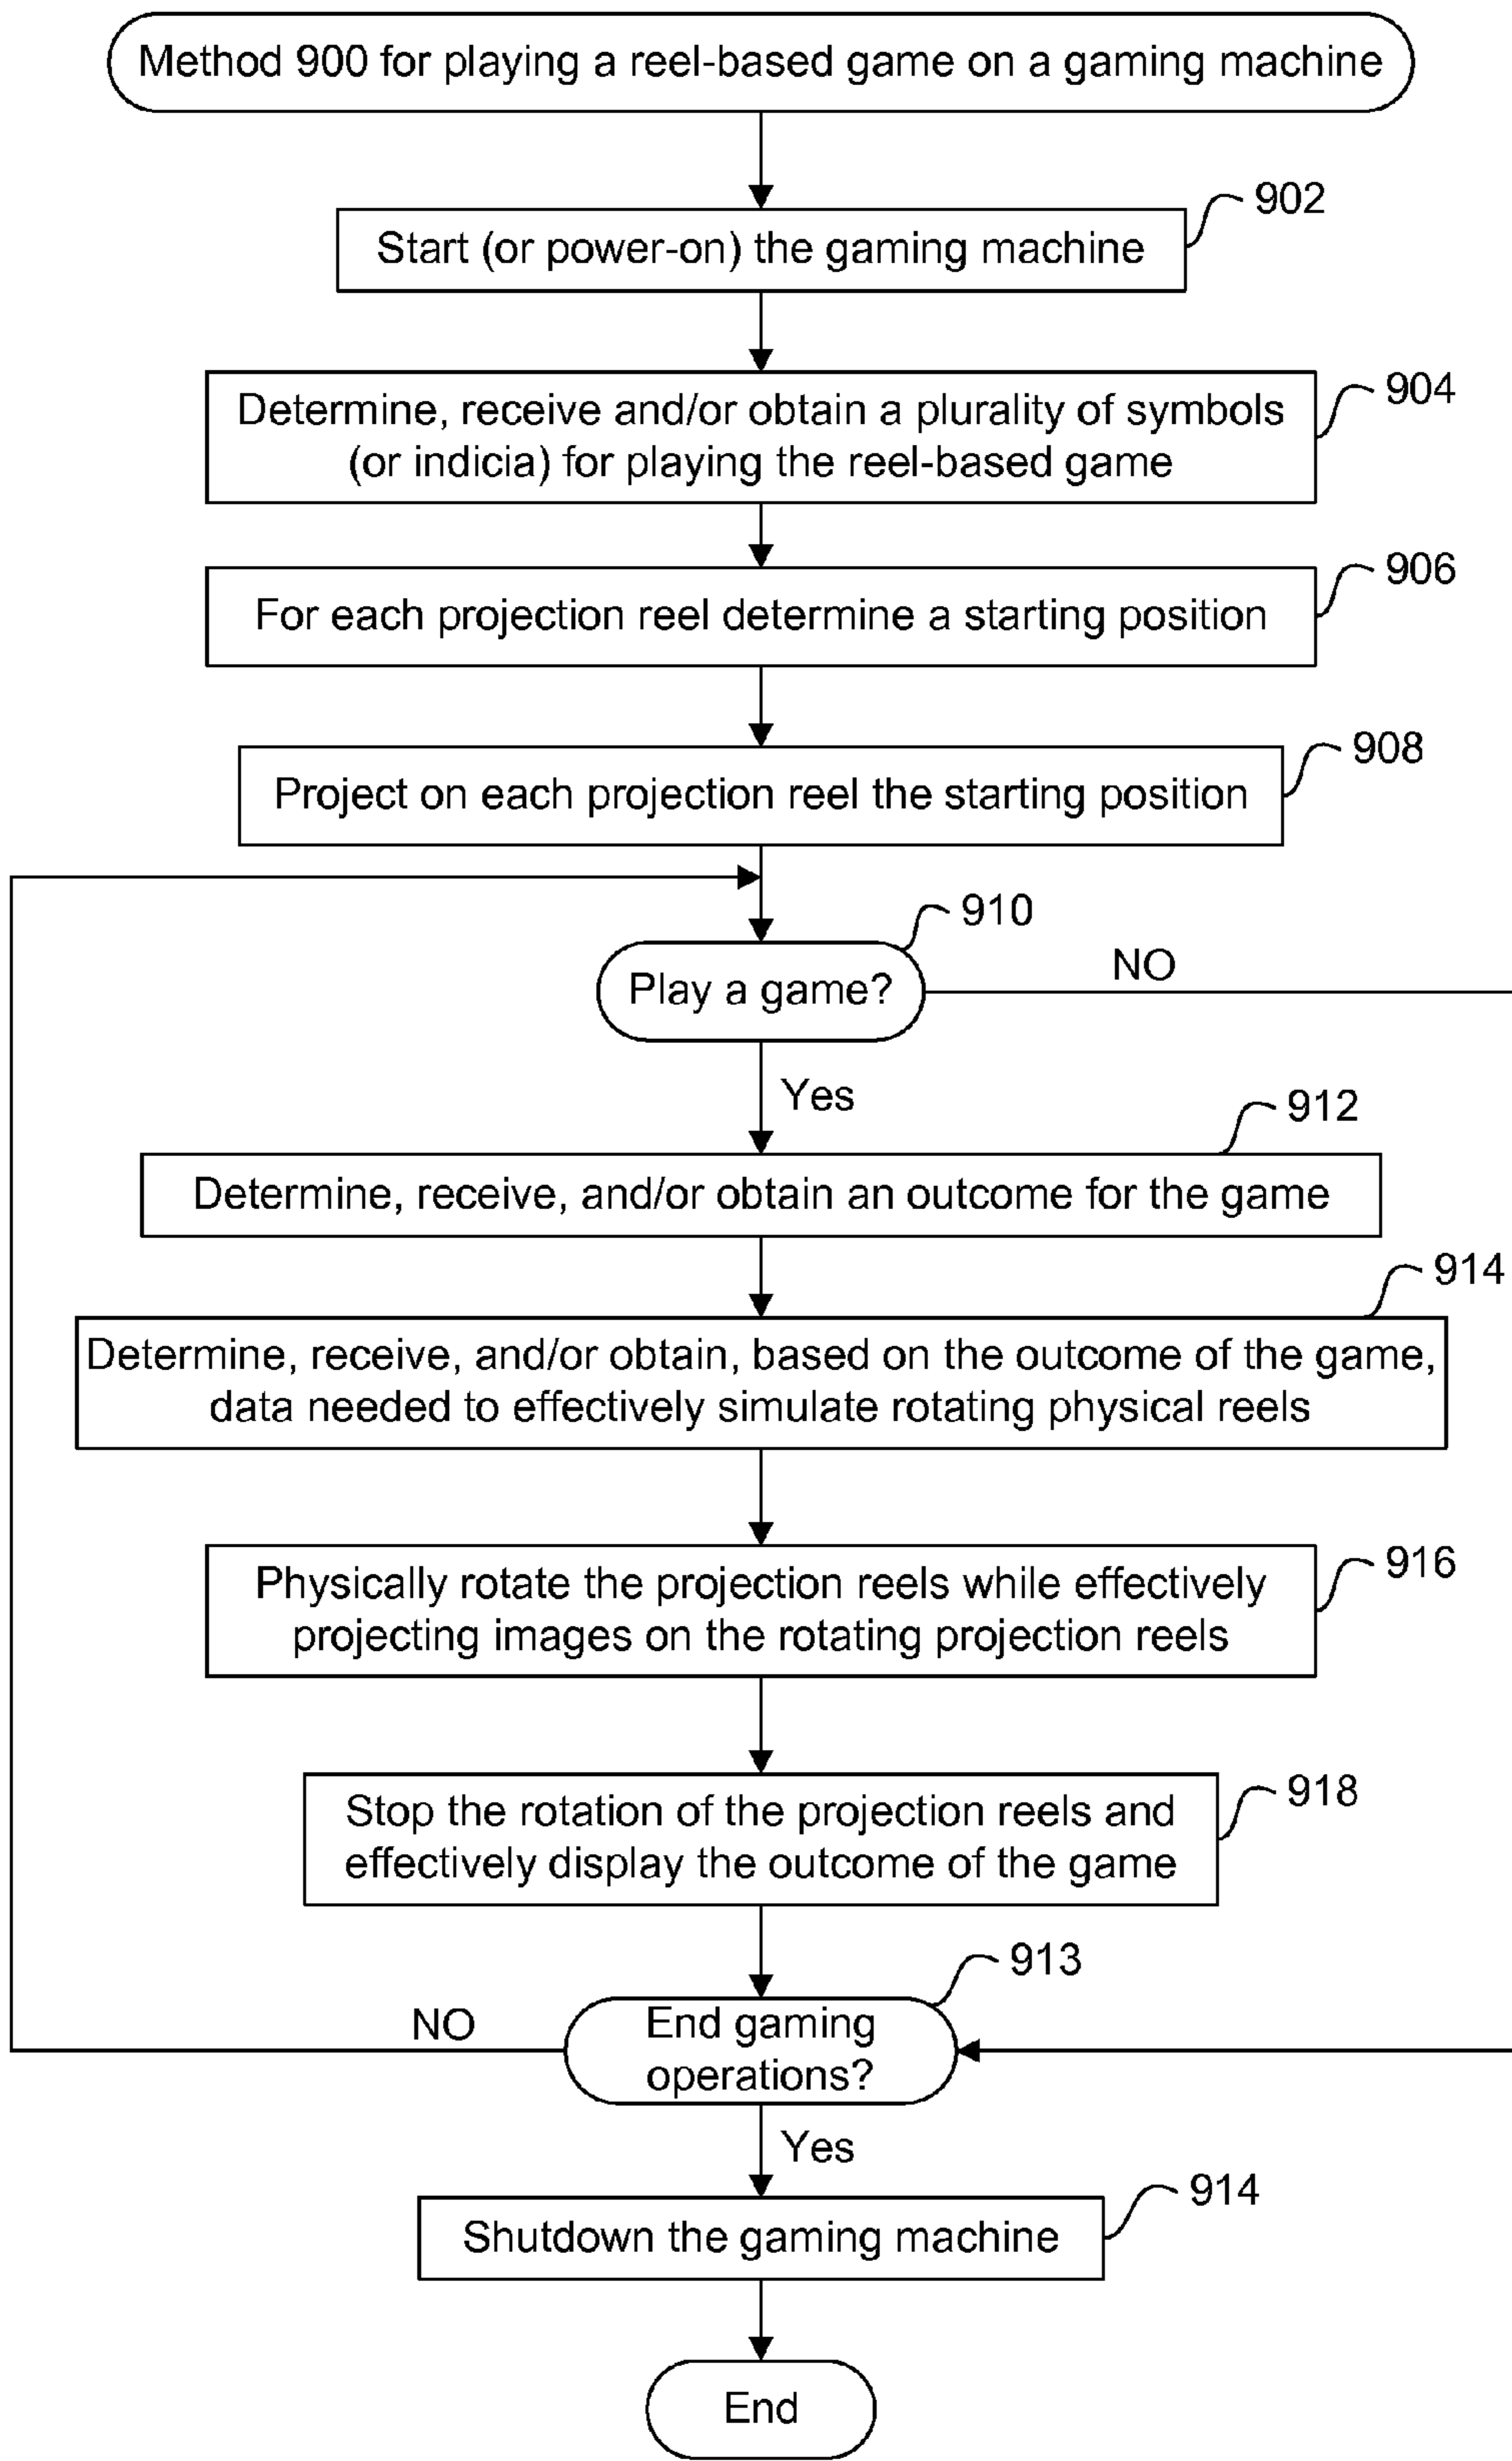 Method 900 for playing a reel-based game on a gaming machine
902
Start (or power-on) the gaming machine
904
Determine, receive and/or obtain a plurality of symbols
(or indicia) for playing the reel-based game
906
For each projection reel determine a starting position
908
Project on each projection reel the starting position
910
Play a game?
NO
Yes
912
Determine, receive, and/or obtain an outcome for the game
914
Determine, receive, and/or obtain, based on the outcome of the game,
data needed to effectively simulate rotating physical reels
916
Physically rotate the projection reels while effectively
projecting images on the rotating projection reels
918
Stop the rotation of the projection reels and
effectively display the outcome of the game
913
End gaming
operations?
NO
Yes
914
Shutdown the gaming machine
End